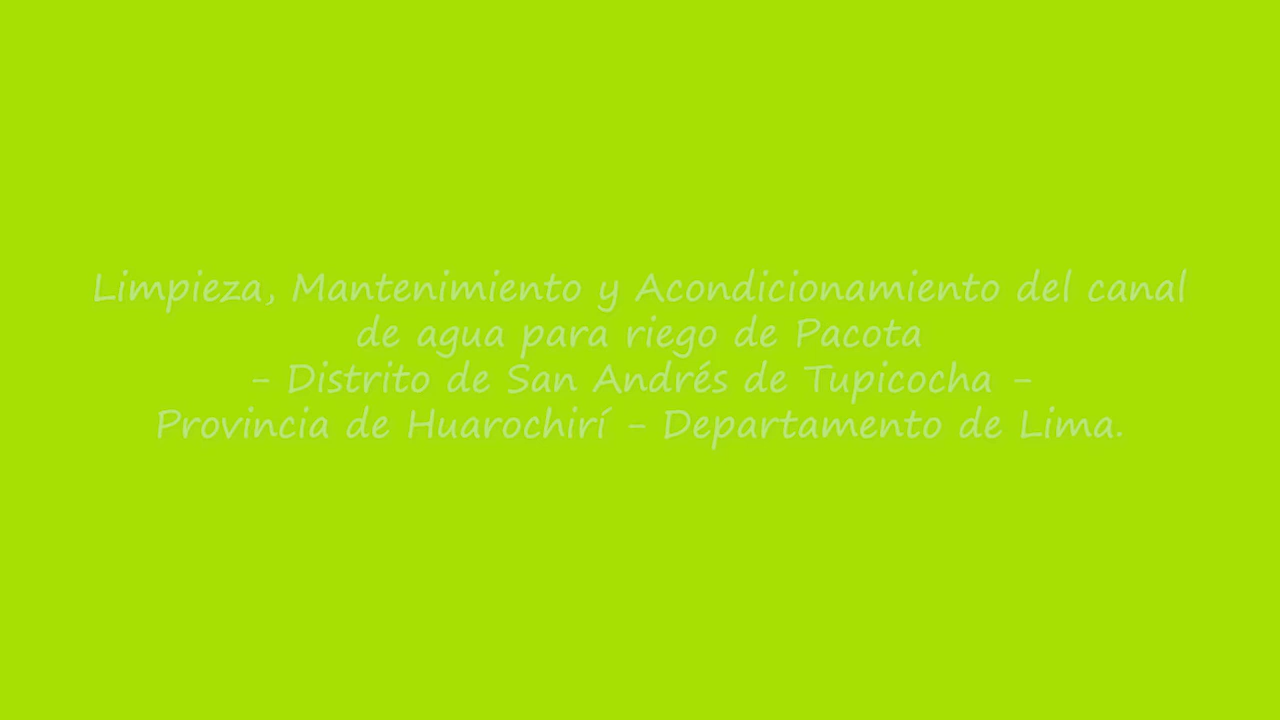 Limpieza, Mantenimiento y Acondicionamiento del canal
de agua para riego de Pacota
- Distrito de San Andrés de Tupicocha -
Provincia de Huarochirí - Departamento de Lima.